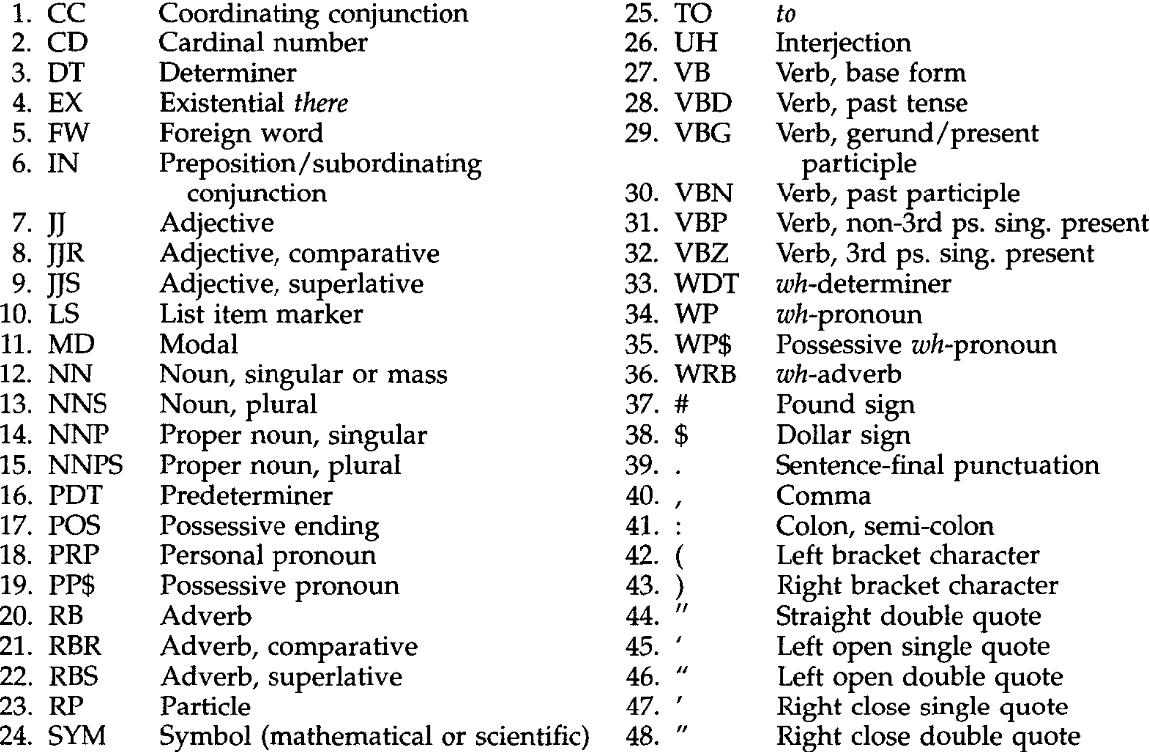 1. CC Coordinating conjunction
2. CD Cardinal number
3. DT Determiner
4. EX Existential there
5. FW Foreign word
6. IN Preposition/subordinating
conjunction
7. JJ Adjective
8. JJR Adjective, comparative
9. JJS Adjective, superlative
10. LS List item marker
11. MD Modal
12. NN Noun, singular or mass
13. NNS Noun, plural
14. NNP Proper noun, singular
15. NNPS Proper noun, plural
16. PDT Predeterminer
17. POS Possessive ending
18. PRP Personal pronoun
19. PP$ Possessive pronoun
20. RB Adverb
21. RBR Adverb, comparative
22. RBS Adverb, superlative
23. RP Particle
24. SYM Symbol (mathematical or scientific)
25. TO to
26. UH Interjection
27. VB Verb, base form
28. VBD Verb, past tense
29. VBG Verb, gerund/present
participle
30. VBN Verb, past participle
31. VBP Verb, non-3rd ps. sing. present
32. VBZ Verb, 3rd ps. sing. present
33. WDT wh-determiner
34. WP wh-pronoun
35. WP$ Possessive wh-pronoun
36. WRB wh-adverb
37. # Pound sign
38. $ Dollar sign
39. . Sentence-final punctuation
40. , Comma
41. : Colon, semi-colon
42. ( Left bracket character
43. ) Right bracket character
44. " Straight double quote
45. ‘ Left open single quote
46. “ Left open double quote
47. ’ Right close single quote
48. ” Right close double quote